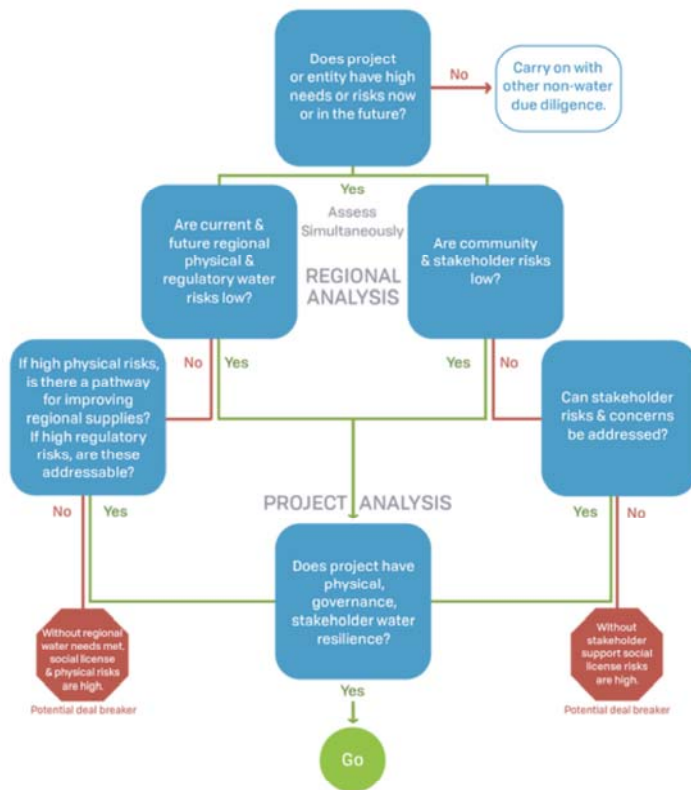 Does project
or entity have high
needs or risks now
or in the future?
No
Carry on with
other non-water
due diligence.
Yes
Assess
Simultaneously
REGIONAL
ANALYSIS
Are current &
future regional
physical &
regulatory water
risks low?
Are community
& stakeholder risks
low?
No
Yes
Yes
No
If high physical risks,
is there a pathway
for improving
regional supplies?
If high regulatory
risks, are these
addressable?
Can stakeholder
risks & concerns
be addressed?
PROJECT ANALYSIS
No
Yes
Yes
No
Does project have
physical,
governance,
stakeholder water
resilience?
Without regional
water needs met,
social license
& physical risks
are high.
Potential deal breaker
Without
stakeholder
support social
license risks
are high.
Potential deal breaker
Yes
Go